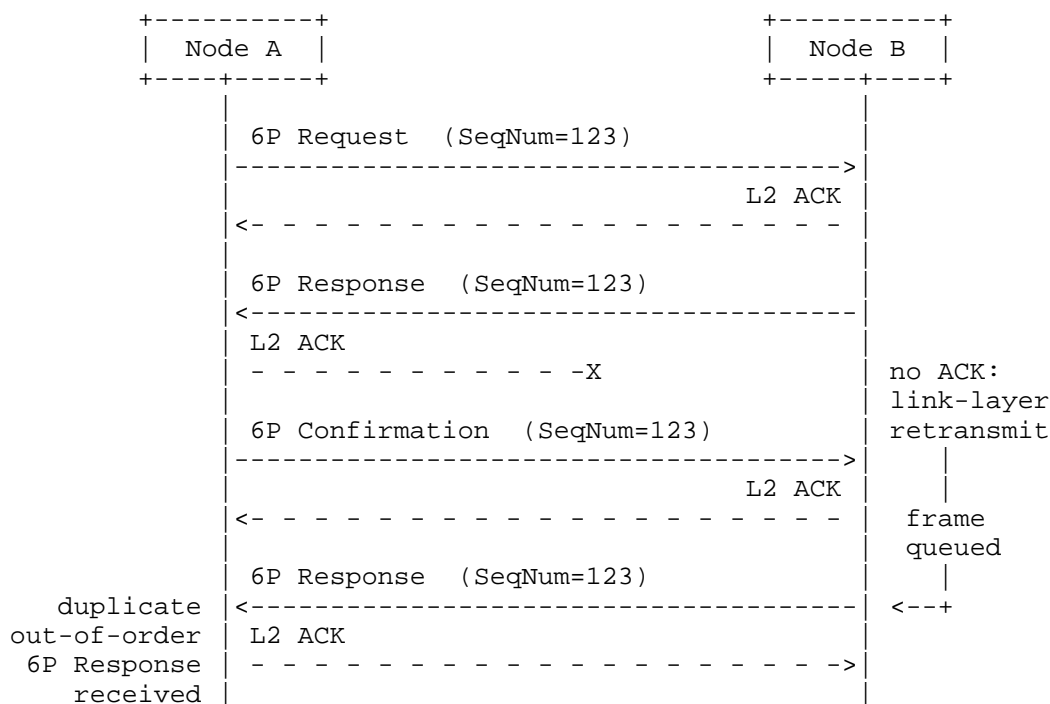 Node A Node B
6P Request (SeqNum=123)
L2 ACK
6P Response (SeqNum=123)
L2 ACK
X no ACK:
link-layer
6P Confirmation (SeqNum=123) retransmit
L2 ACK
frame
queued
6P Response (SeqNum=123)
duplicate
out-of-order L2 ACK
6P Response
received